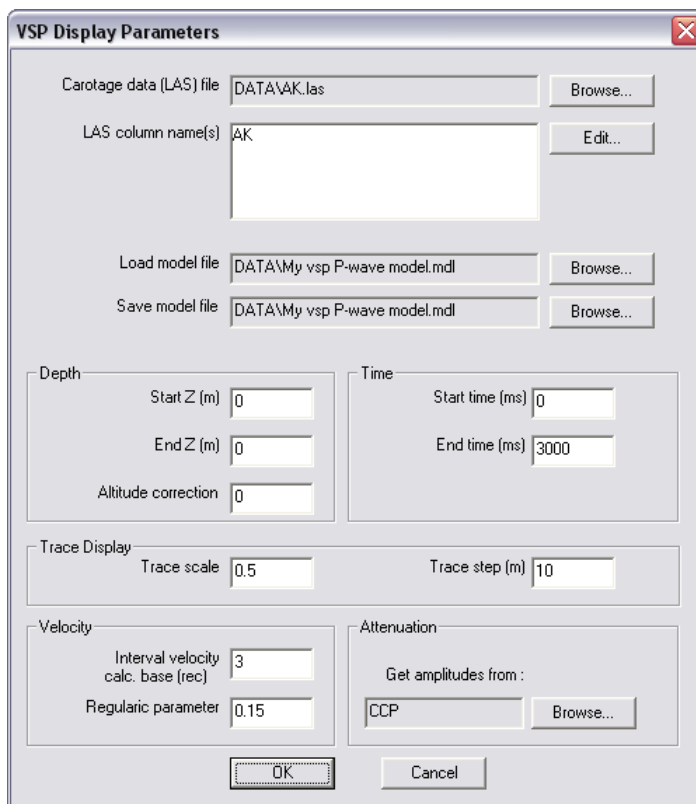 VSP Display Parameters
Carotage data (LAS) file DATA\AK.las Browse...
LAS column name(s) AK Edit...
Load model file DATA\My vsp P-wave model.mdl Browse...
Save model file DATA\My vsp P-wave model.mdl Browse...
Depth
Start Z (m) 0
End Z (m) 0
Altitude correction 0
Time
Start time (ms) 0
End time (ms) 3000
Trace Display
Trace scale 0.5 Trace step (m) 10
Velocity
Interval velocity
calc. base (rec) 3
Regularic parameter 0.15
Attenuation
Get amplitudes from :
CCP Browse...
OK Cancel